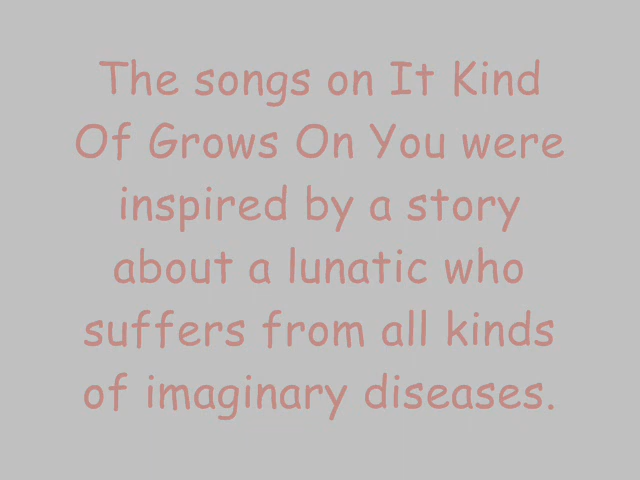 The songs on It Kind
Of Grows On You were
inspired by a story
about a lunatic who
suffers from all kinds
of imaginary diseases.